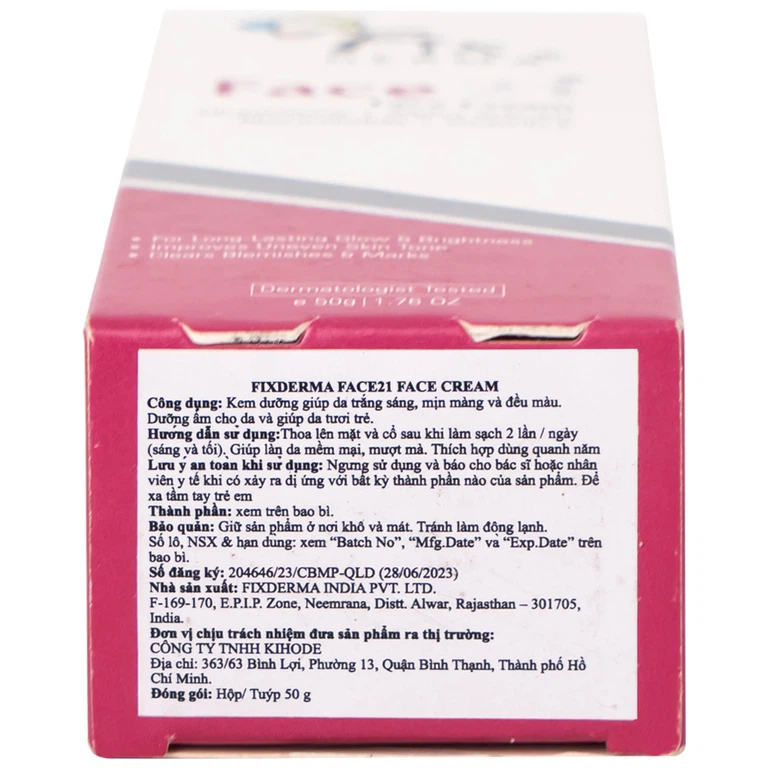 Face
For Long-Lasting Glow & Brightness
Improves Uneven Skin Tone
Clears Blemishes & Marks
Dermatologist Tested
e 50g | 1.76 OZ
FIXDERMA FACE21 FACE CREAM
Công dụng: Kem dưỡng giúp da trắng sáng, mịn màng và đều màu.
Dưỡng ẩm cho da và giúp da tươi trẻ.
Hướng dẫn sử dụng:Thoa lên mặt và cổ sau khi làm sạch 2 lần / ngày
(sáng và tối). Giúp làn da mềm mại, mượt mà. Thích hợp dùng quanh năm
Lưu ý an toàn khi sử dụng: Ngưng sử dụng và báo cho bác sĩ hoặc nhân
viên y tế khi có xảy ra dị ứng với bất kỳ thành phần nào của sản phẩm. Để
xa tầm tay trẻ em
Thành phần: xem trên bao bì.
Bảo quản: Giữ sản phẩm ở nơi khô và mát. Tránh làm động lạnh.
Số lô, NSX & hạn dùng: xem “Batch No”, “Mfg.Date” và “Exp.Date” trên
bao bì.
Số đăng ký: 204646/23/CBMP-QLD (28/06/2023)
Nhà sản xuất: FIXDERMA INDIA PVT. LTD.
F-169-170, E.P.I.P. Zone, Neemrana, Distt. Alwar, Rajasthan – 301705,
India.
Đơn vị chịu trách nhiệm đưa sản phẩm ra thị trường:
CÔNG TY TNHH KIHODE
Địa chỉ: 363/63 Bình Lợi, Phường 13, Quận Bình Thạnh, Thành phố Hồ
Chí Minh.
Đóng gói: Hộp/ Tuýp 50 g